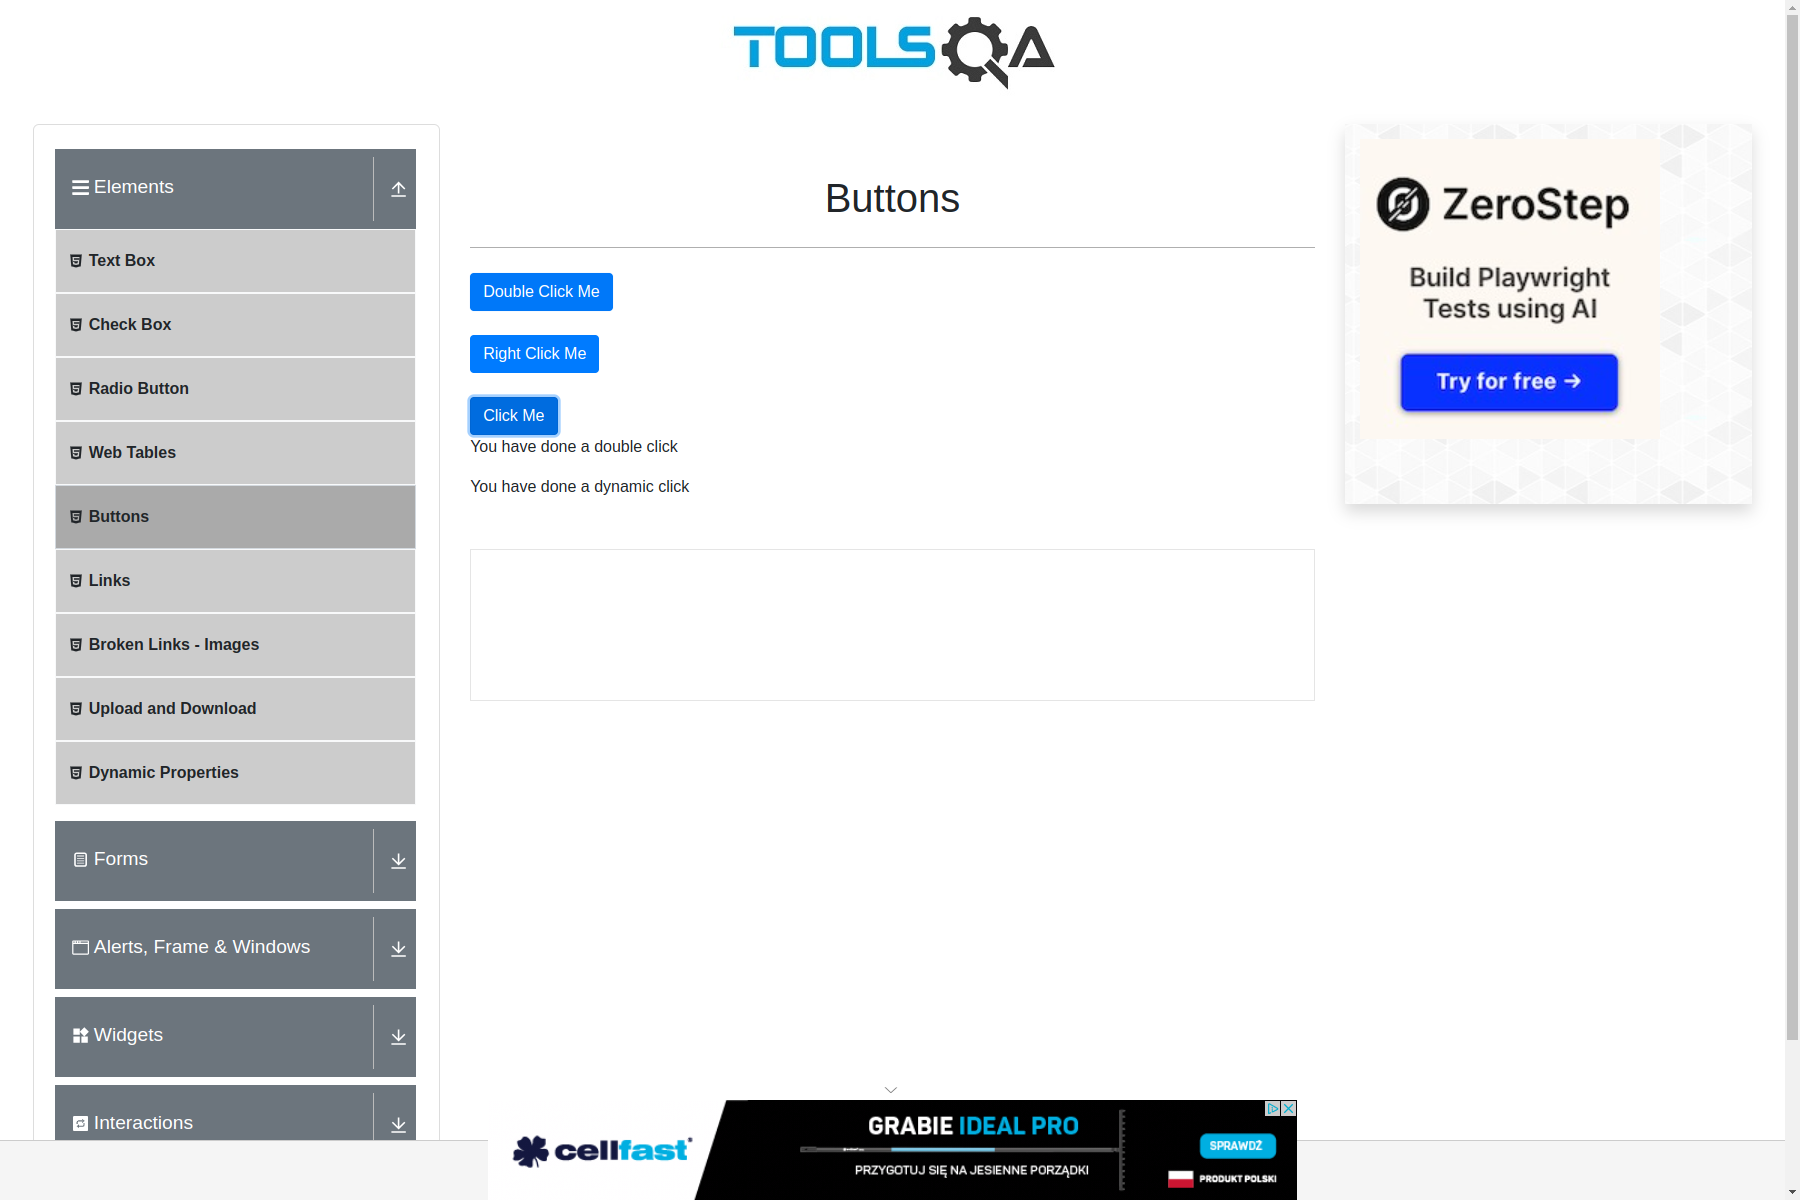 TOOLSQA
Elements
Text Box
Check Box
Radio Button
Web Tables
Buttons
Links
Broken Links - Images
Upload and Download
Dynamic Properties
Forms
Alerts, Frame & Windows
Widgets
Interactions
Buttons
Double Click Me
Right Click Me
Click Me
You have done a double click
You have done a dynamic click
ZeroStep
Build Playwright
Tests using AI
Try for free →
cellfast
GRABIE IDEAL PRO
PRZYGOTUJ SIĘ NA JESIENNE PORZĄDKI
SPRAWDŹ
PRODUKT POLSKI